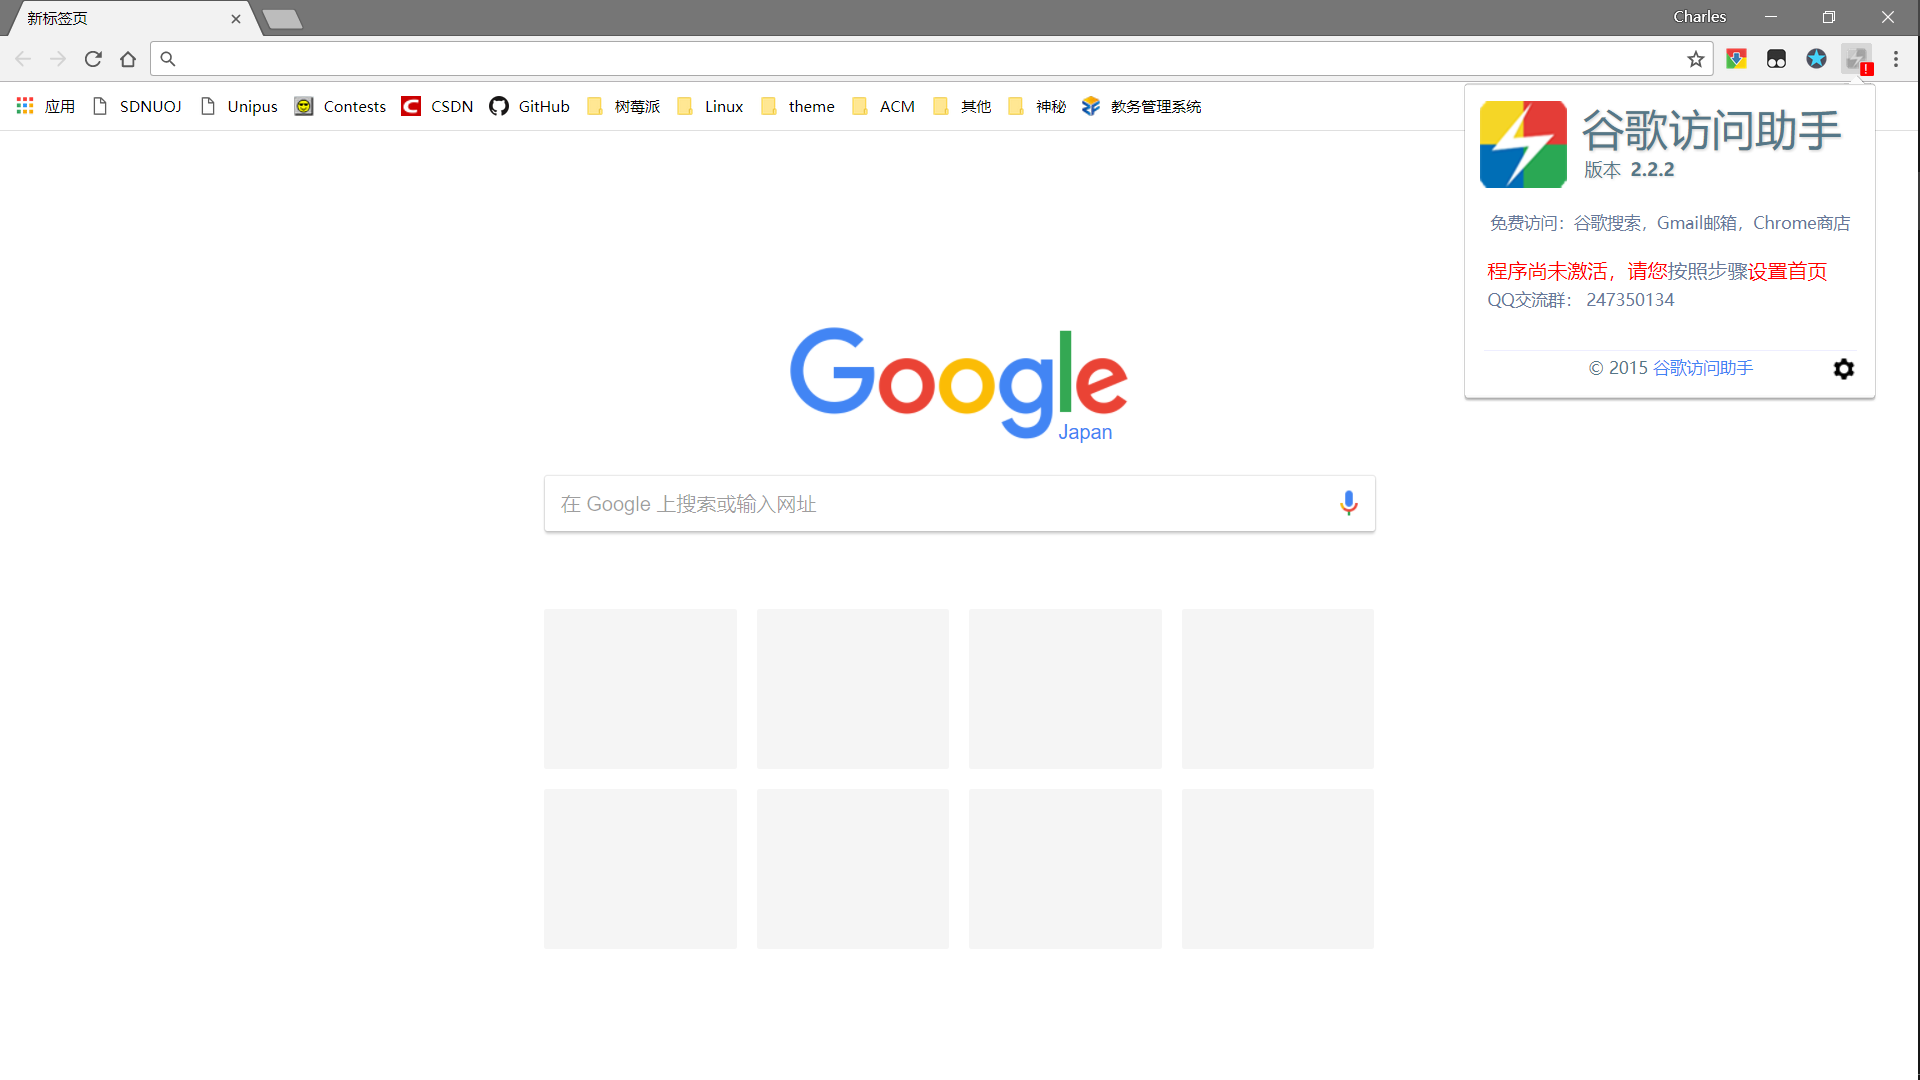 新标签页
Charles
应用 SDNUOJ Unipus Contests CSDN GitHub 树莓派 Linux theme ACM 其他 神秘 教务管理系统
谷歌访问助手
版本 2.2.2
免费访问：谷歌搜索，Gmail邮箱，Chrome商店
程序尚未激活，请您按照步骤设置首页
QQ交流群： 247350134
© 2015 谷歌访问助手
Google
Japan
在 Google 上搜索或输入网址